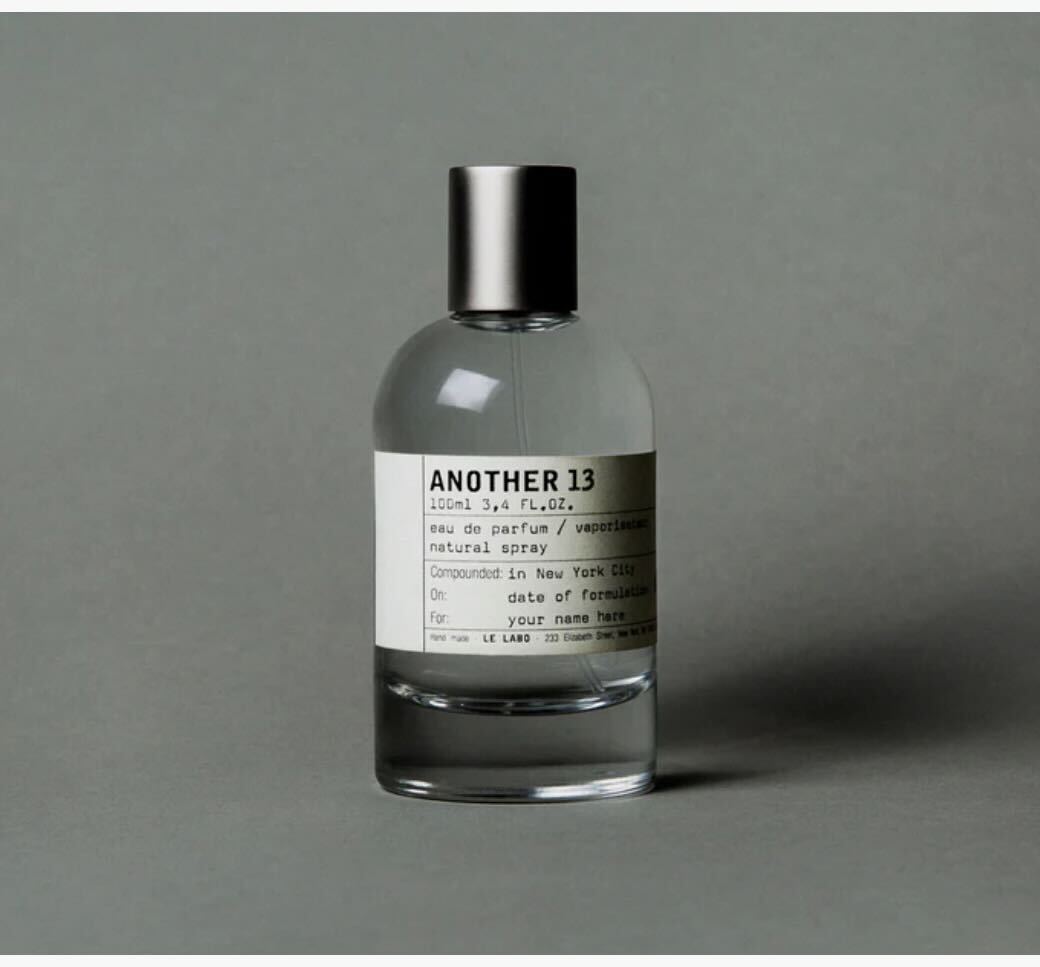 ANOTHER 13
100ml 3,4 FL.OZ.
eau de parfum / vaporisateur
natural spray
Compounded: in New York City
On: date of formulation
For: your name here
Hand made · LE LABO · 233 Elizabeth Street, New York, NY